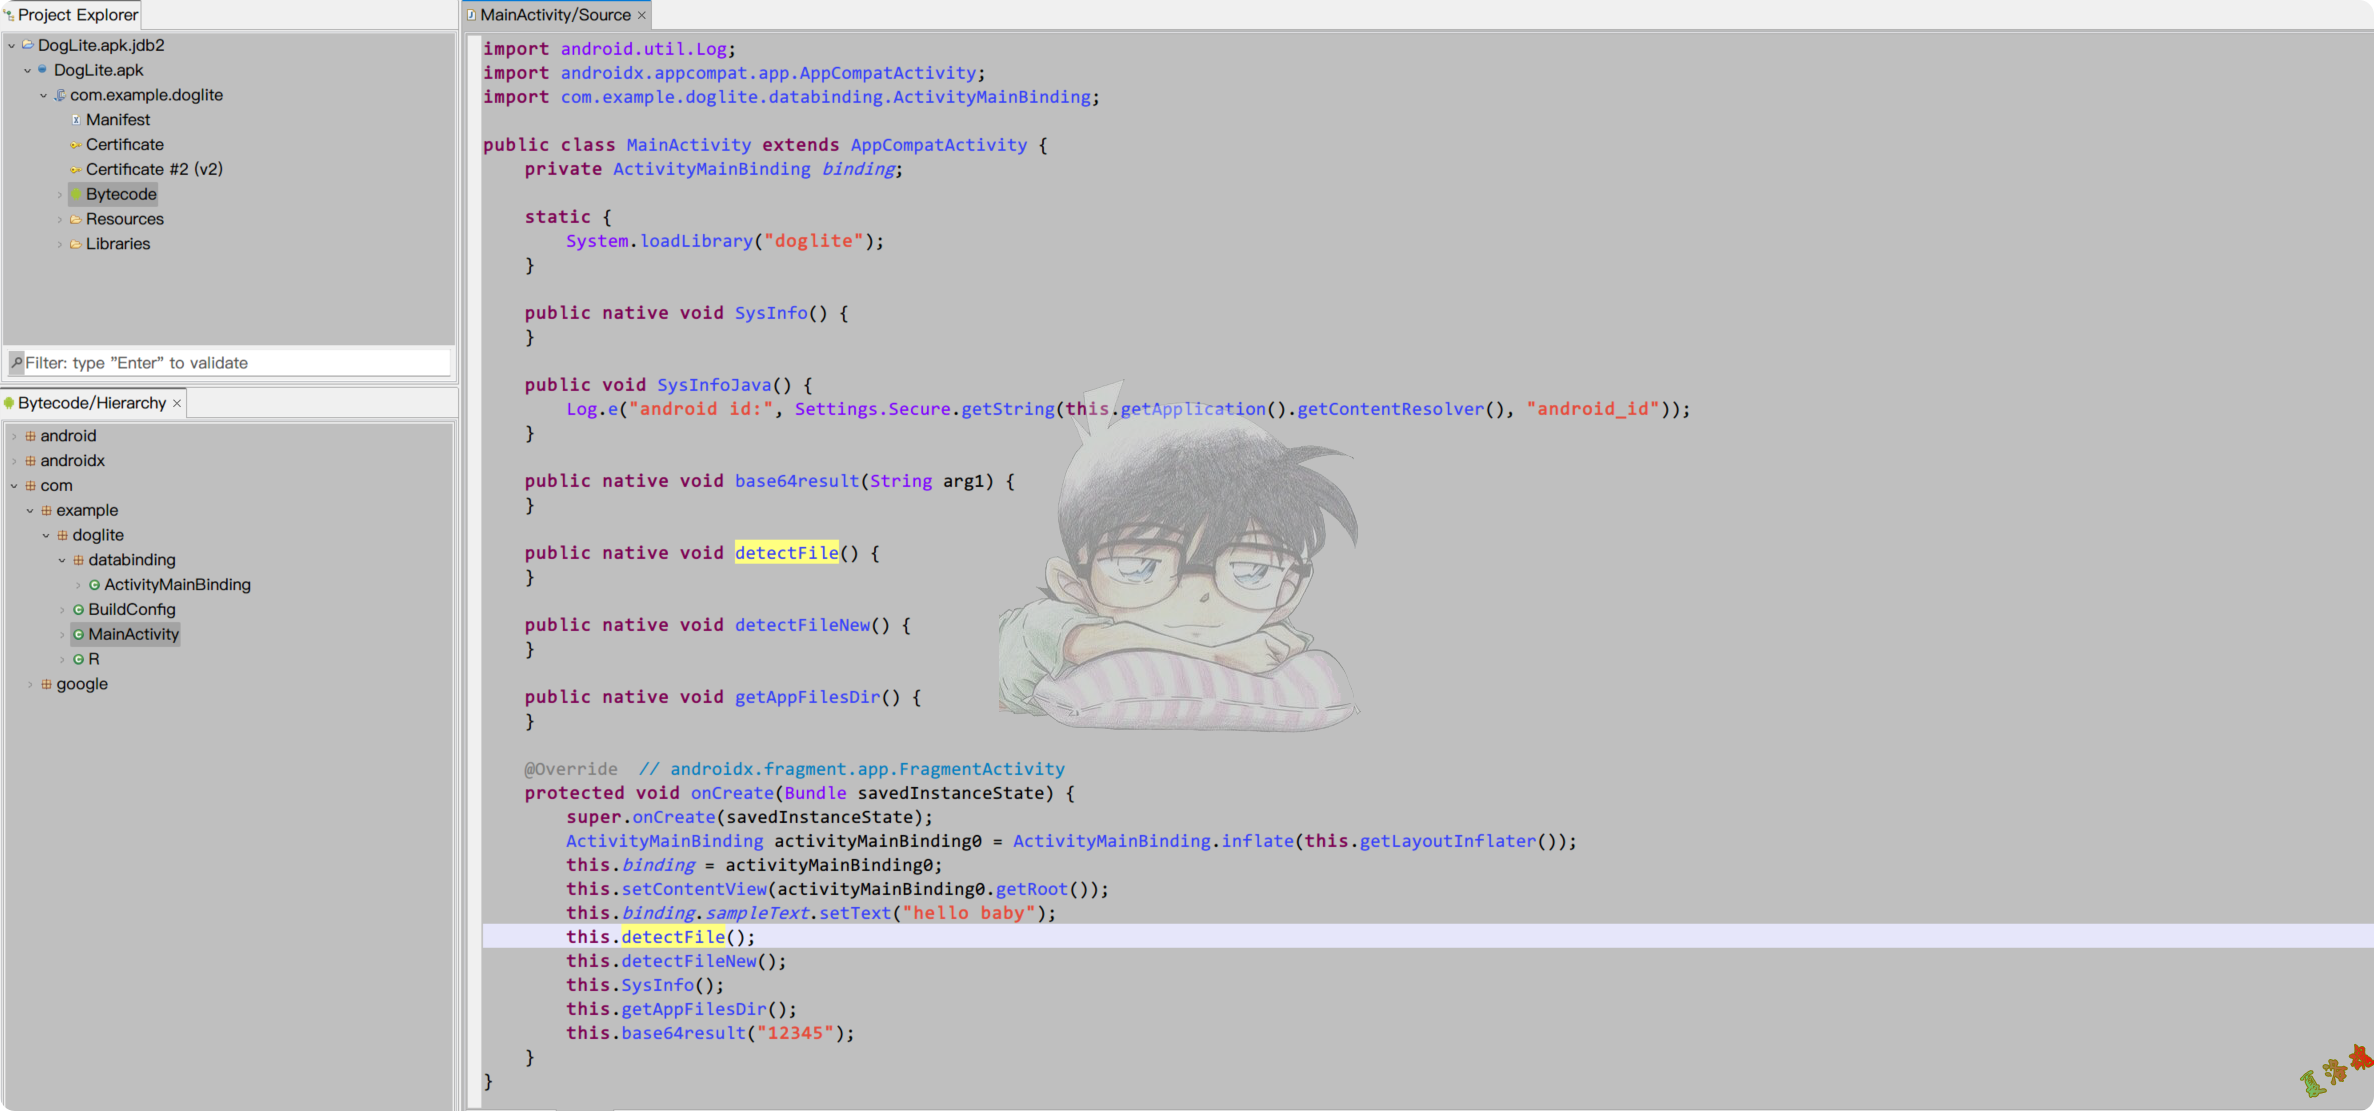 Project Explorer
DogLite.apk.jdb2
DogLite.apk
com.example.doglite
Manifest
Certificate
Certificate #2 (v2)
Bytecode
Resources
Libraries
Filter: type "Enter" to validate
Bytecode/Hierarchy ×
android
androidx
com
example
doglite
databinding
ActivityMainBinding
BuildConfig
MainActivity
R
google
MainActivity/Source ×
import android.util.Log;
import androidx.appcompat.app.AppCompatActivity;
import com.example.doglite.databinding.ActivityMainBinding;
public class MainActivity extends AppCompatActivity {
private ActivityMainBinding binding;
static {
System.loadLibrary("doglite");
}
public native void SysInfo() {
}
public void SysInfoJava() {
Log.e("android id:", Settings.Secure.getString(this.getApplication().getContentResolver(), "android_id"));
}
public native void base64result(String arg1) {
}
public native void detectFile() {
}
public native void detectFileNew() {
}
public native void getAppFilesDir() {
}
@Override  // androidx.fragment.app.FragmentActivity
protected void onCreate(Bundle savedInstanceState) {
super.onCreate(savedInstanceState);
ActivityMainBinding activityMainBinding0 = ActivityMainBinding.inflate(this.getLayoutInflater());
this.binding = activityMainBinding0;
this.setContentView(activityMainBinding0.getRoot());
this.binding.sampleText.setText("hello baby");
this.detectFile();
this.detectFileNew();
this.SysInfo();
this.getAppFilesDir();
this.base64result("12345");
}
}